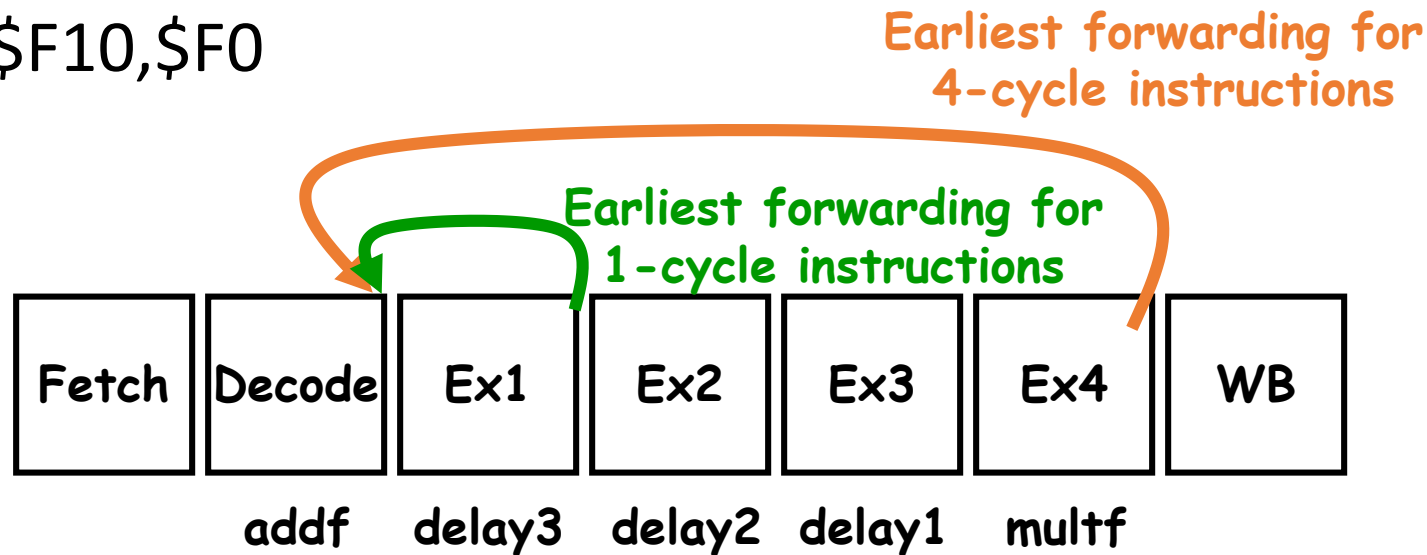 $F10,$F0
Earliest forwarding for
4-cycle instructions
Earliest forwarding for
1-cycle instructions
Fetch Decode Ex1 Ex2 Ex3 Ex4 WB
addf delay3 delay2 delay1 multf